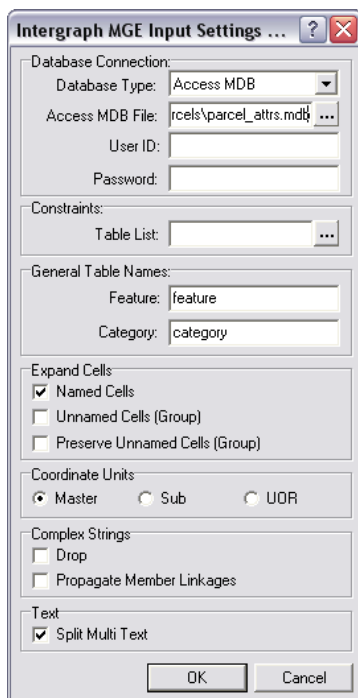 Intergraph MGE Input Settings ...
Database Connection:
Database Type: Access MDB
Access MDB File: rcels\parcel_attrs.mdb ...
User ID:
Password:
Constraints:
Table List: ...
General Table Names:
Feature: feature
Category: category
Expand Cells
Named Cells
Unnamed Cells (Group)
Preserve Unnamed Cells (Group)
Coordinate Units
Master Sub UOR
Complex Strings
Drop
Propagate Member Linkages
Text
Split Multi Text
OK Cancel